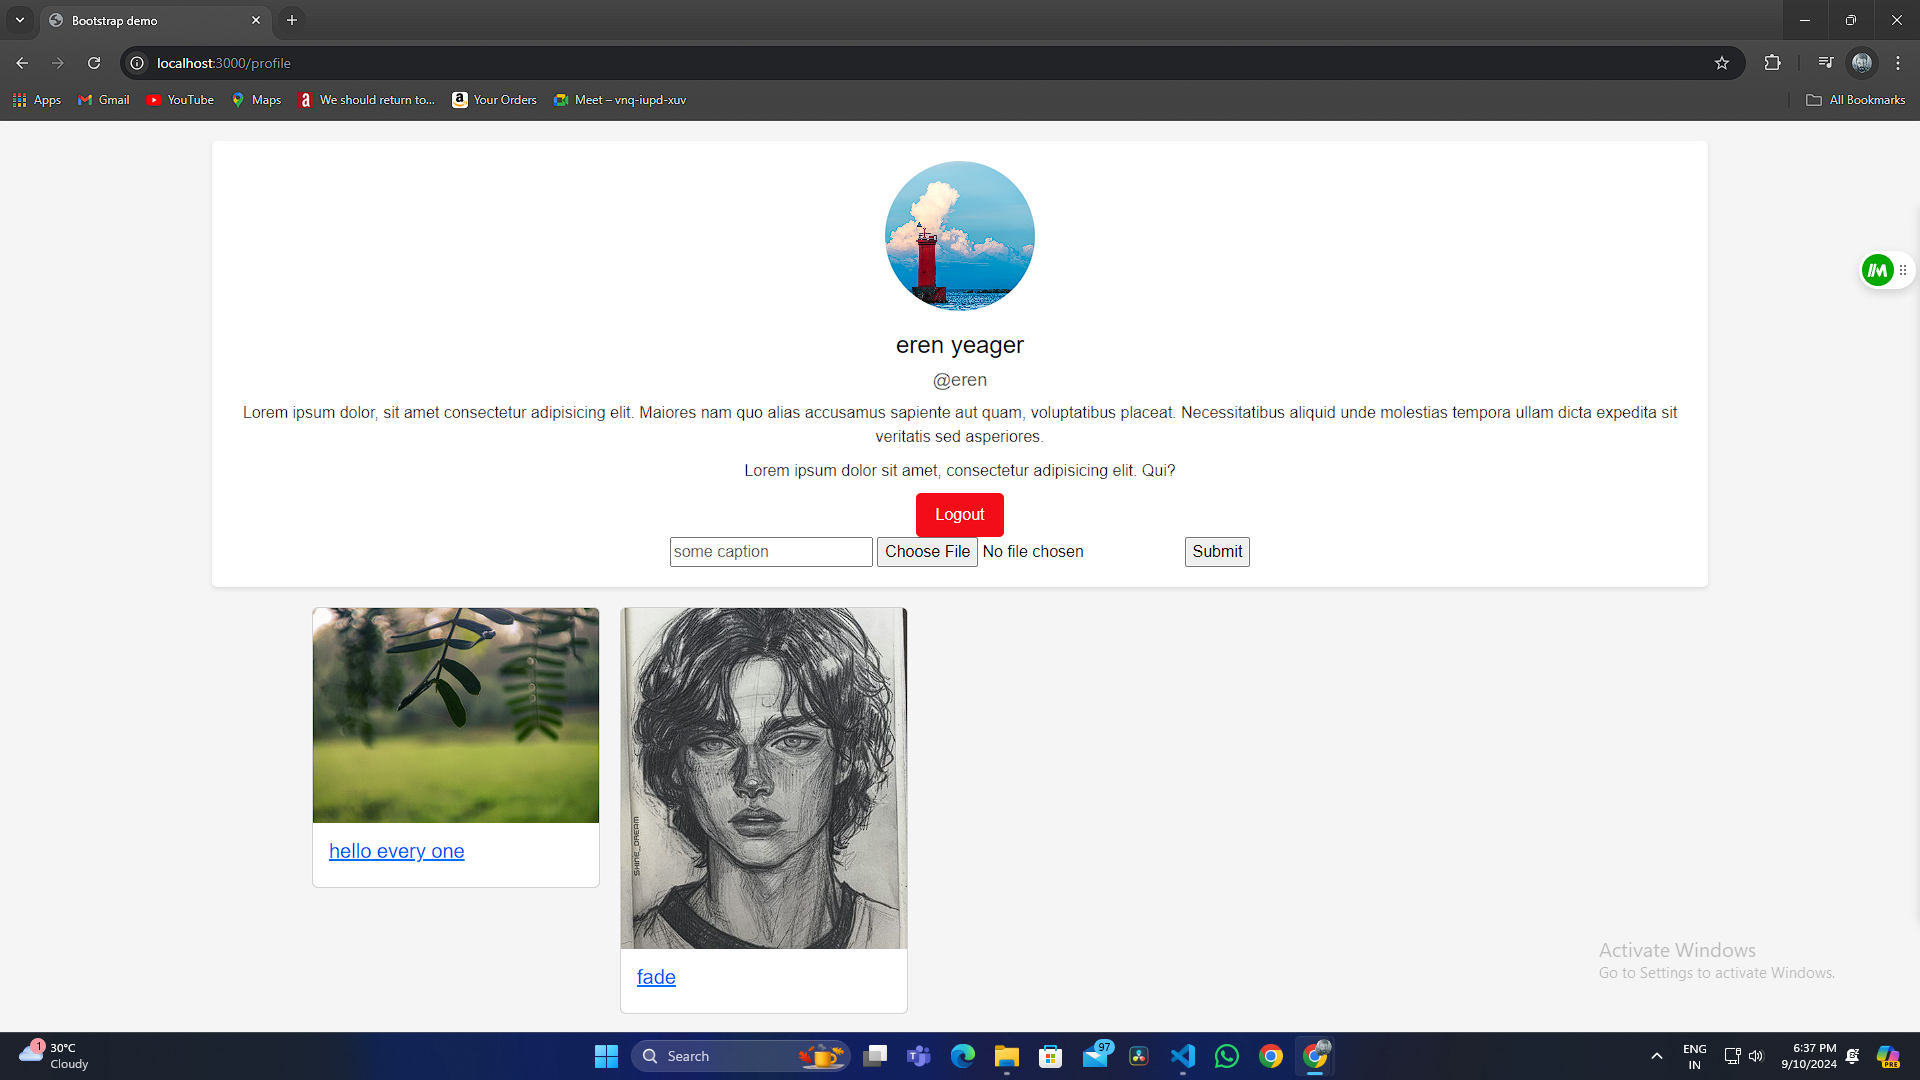 Bootstrap demo
localhost:3000/profile
Apps
Gmail
YouTube
Maps
We should return to...
Your Orders
Meet – vnq-iupd-xuv
All Bookmarks
eren yeager
@eren
Lorem ipsum dolor, sit amet consectetur adipisicing elit. Maiores nam quo alias accusamus sapiente aut quam, voluptatibus placeat. Necessitatibus aliquid unde molestias tempora ullam dicta expedita sit
veritatis sed asperiores.
Lorem ipsum dolor sit amet, consectetur adipisicing elit. Qui?
Logout
some caption
Choose File No file chosen
Submit
hello every one
SHINE_DREAM
fade
Activate Windows
Go to Settings to activate Windows.
1
30°C
Cloudy
Search
97
ENG
IN
6:37 PM
9/10/2024
PRE